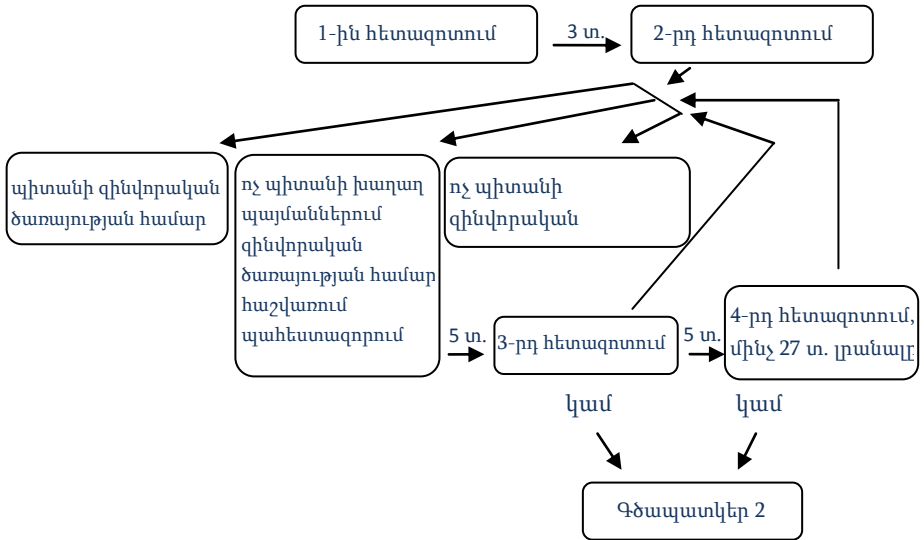 1-ին հետազոտում
3 տ.
2-րդ հետազոտում
պիտանի զինվորական
ծառայության համար
ոչ պիտանի խաղաղ
պայմաններում
զինվորական
ծառայության համար
հաշվառում
պահեստազորում
ոչ պիտանի
զինվորական
5 տ.
3-րդ հետազոտում
5 տ.
4-րդ հետազոտում,
մինչ 27 տ. լրանալը
կամ
կամ
Գծապատկեր 2